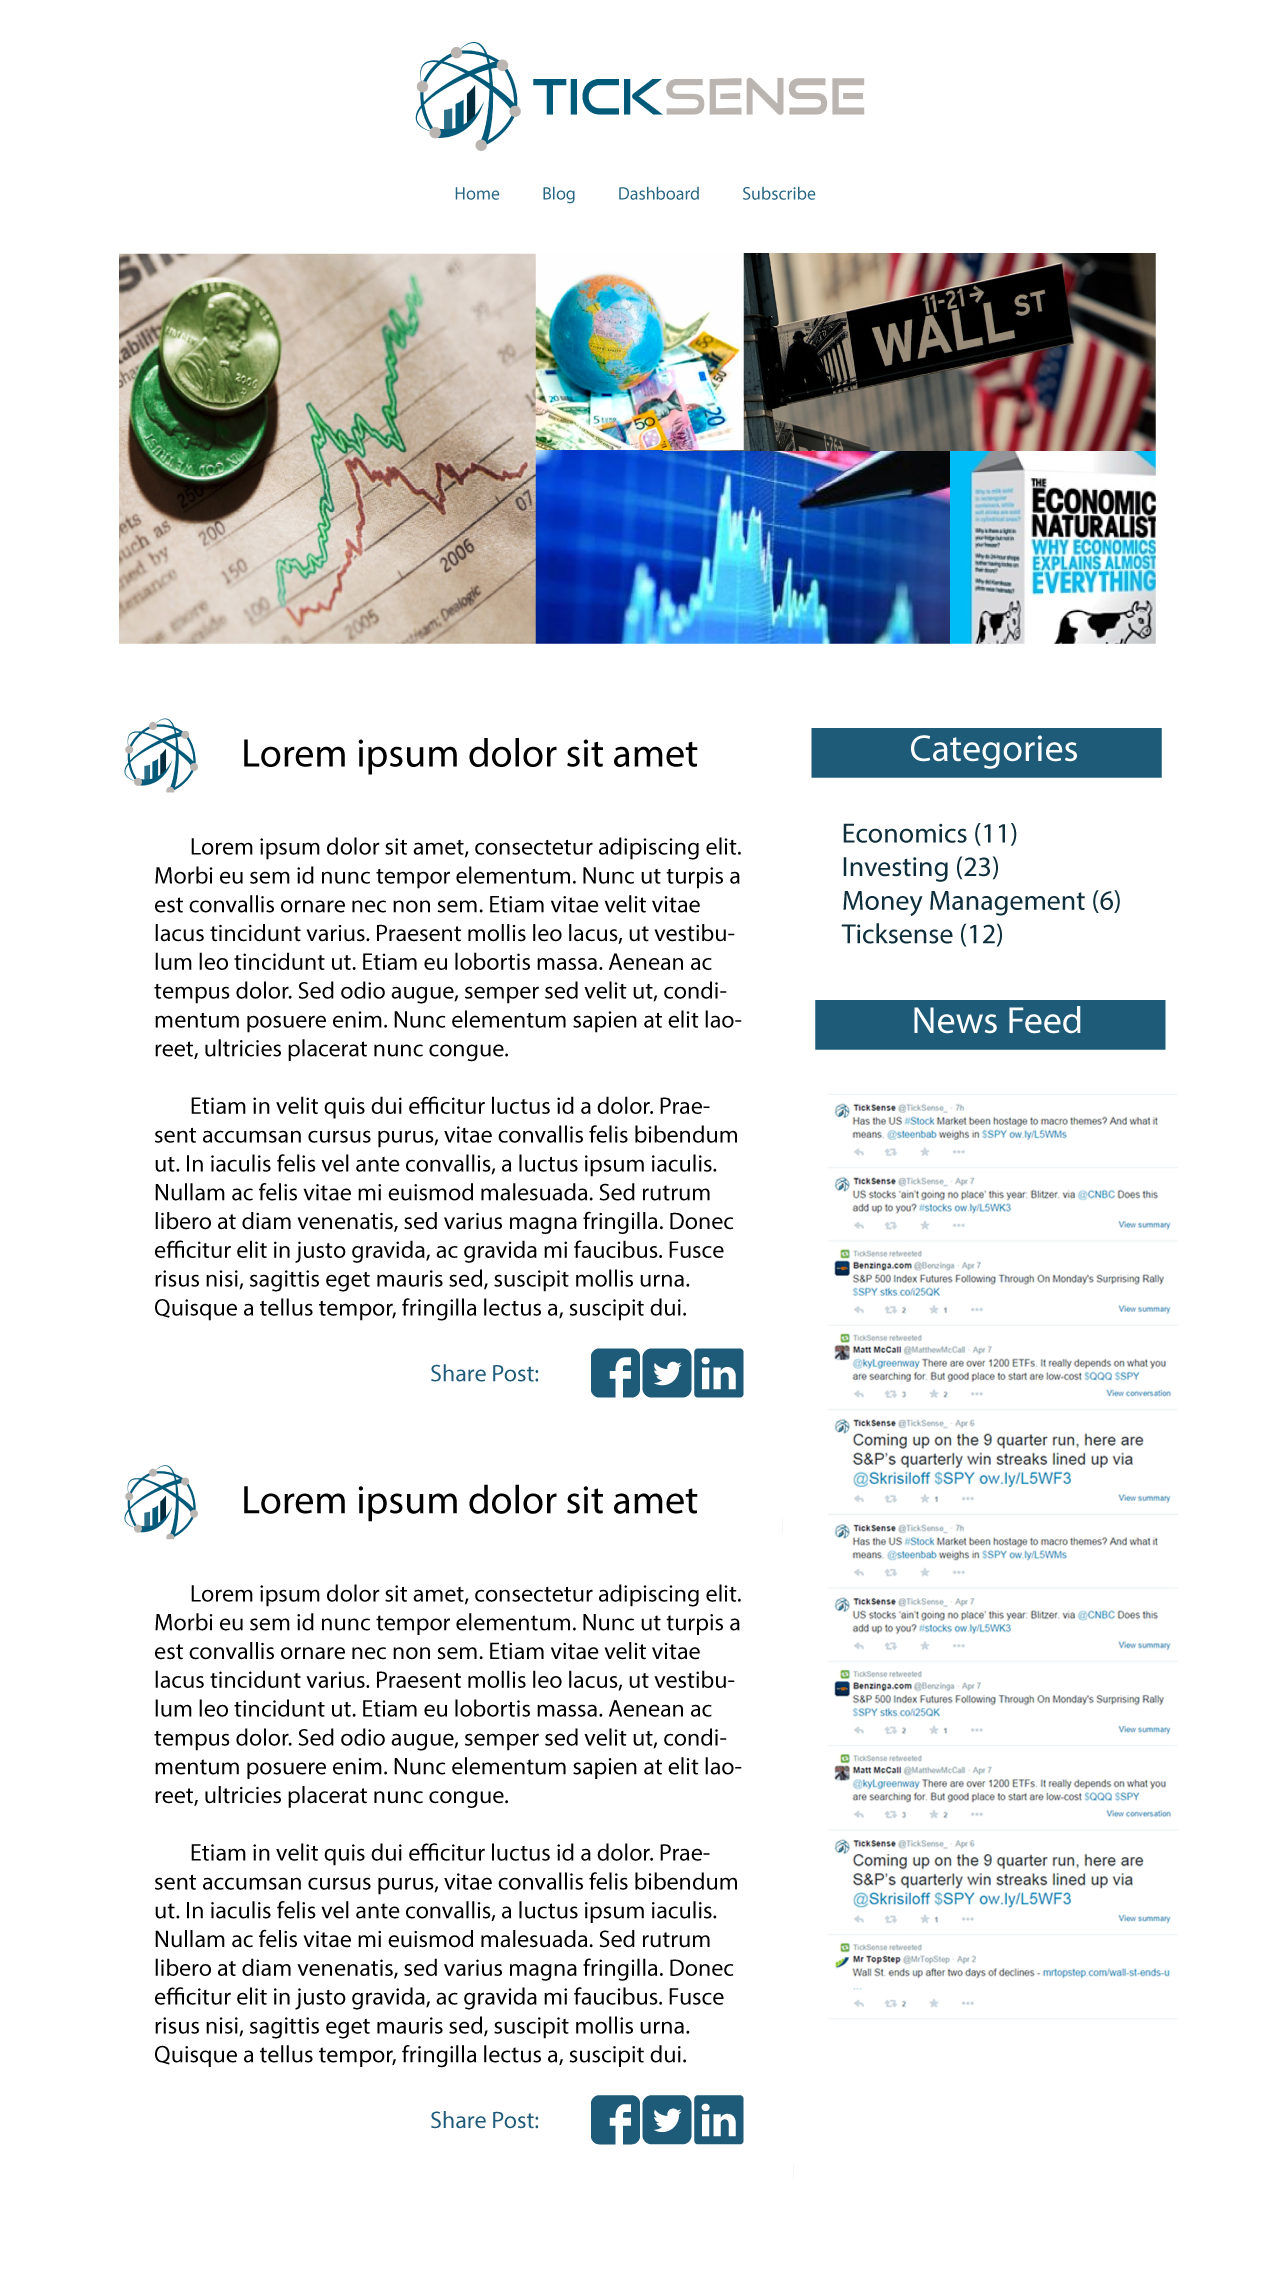 TICKSENSE
Home Blog Dashboard Subscribe
ability
250
200
150
100
2005
2006
07
20
10
2000
11-21
WALL ST
20
50
5
50
20
THE
ECONOMIC
NATURALIST
WHY ECONOMICS
EXPLAINS ALMOST
EVERYTHING
Lorem ipsum dolor sit amet
Lorem ipsum dolor sit amet, consectetur adipiscing elit.
Morbi eu sem id nunc tempor elementum. Nunc ut turpis a
est convallis ornare nec non sem. Etiam vitae velit vitae
lacus tincidunt varius. Praesent mollis leo lacus, ut vestibu-
lum leo tincidunt ut. Etiam eu lobortis massa. Aenean ac
tempus dolor. Sed odio augue, semper sed velit ut, condi-
mentum posuere enim. Nunc elementum sapien at elit lao-
reet, ultricies placerat nunc congue.
Etiam in velit quis dui efficitur luctus id a dolor. Prae-
sent accumsan cursus purus, vitae convallis felis bibendum
ut. In iaculis felis vel ante convallis, a luctus ipsum iaculis.
Nullam ac felis vitae mi euismod malesuada. Sed rutrum
libero at diam venenatis, sed varius magna fringilla. Donec
efficitur elit in justo gravida, ac gravida mi faucibus. Fusce
risus nisi, sagittis eget mauris sed, suscipit mollis urna.
Quisque a tellus tempor, fringilla lectus a, suscipit dui.
Share Post:
Lorem ipsum dolor sit amet
Lorem ipsum dolor sit amet, consectetur adipiscing elit.
Morbi eu sem id nunc tempor elementum. Nunc ut turpis a
est convallis ornare nec non sem. Etiam vitae velit vitae
lacus tincidunt varius. Praesent mollis leo lacus, ut vestibu-
lum leo tincidunt ut. Etiam eu lobortis massa. Aenean ac
tempus dolor. Sed odio augue, semper sed velit ut, condi-
mentum posuere enim. Nunc elementum sapien at elit lao-
reet, ultricies placerat nunc congue.
Etiam in velit quis dui efficitur luctus id a dolor. Prae-
sent accumsan cursus purus, vitae convallis felis bibendum
ut. In iaculis felis vel ante convallis, a luctus ipsum iaculis.
Nullam ac felis vitae mi euismod malesuada. Sed rutrum
libero at diam venenatis, sed varius magna fringilla. Donec
efficitur elit in justo gravida, ac gravida mi faucibus. Fusce
risus nisi, sagittis eget mauris sed, suscipit mollis urna.
Quisque a tellus tempor, fringilla lectus a, suscipit dui.
Share Post:
Categories
Economics (11)
Investing (23)
Money Management (6)
Ticksense (12)
News Feed
TickSense @TickSense_ · 7h
Has the US #Stock Market been hostage to macro themes? And what it
means. @steenbab weighs in $SPY ow.ly/L5WMs
TickSense @TickSense_ · Apr 7
US stocks 'ain't going no place' this year: Blitzer. via @CNBC Does this
add up to you? #stocks ow.ly/L5WK3
View summary
TickSense retweeted
Benzinga.com @Benzinga · Apr 7
S&P 500 Index Futures Following Through On Monday's Surprising Rally
$SPY stks.co/i25QK
2 1 View summary
TickSense retweeted
Matt McCall @MatthewMcCall · Apr 7
@kyLgreenway There are over 1200 ETFs. It really depends on what you
are searching for. But good place to start are low-cost $QQQ $SPY
3 2 View conversation
TickSense @TickSense_ · Apr 6
Coming up on the 9 quarter run, here are
S&P's quarterly win streaks lined up via
@Skrisiloff $SPY ow.ly/L5WF3
1 View summary
TickSense @TickSense_ · 7h
Has the US #Stock Market been hostage to macro themes? And what it
means. @steenbab weighs in $SPY ow.ly/L5WMs
TickSense @TickSense_ · Apr 7
US stocks 'ain't going no place' this year: Blitzer. via @CNBC Does this
add up to you? #stocks ow.ly/L5WK3
View summary
TickSense retweeted
Benzinga.com @Benzinga · Apr 7
S&P 500 Index Futures Following Through On Monday's Surprising Rally
$SPY stks.co/i25QK
2 1 View summary
TickSense retweeted
Matt McCall @MatthewMcCall · Apr 7
@kyLgreenway There are over 1200 ETFs. It really depends on what you
are searching for. But good place to start are low-cost $QQQ $SPY
3 2 View conversation
TickSense @TickSense_ · Apr 6
Coming up on the 9 quarter run, here are
S&P's quarterly win streaks lined up via
@Skrisiloff $SPY ow.ly/L5WF3
1 View summary
TickSense retweeted
Mr TopStep @MrTopStep · Apr 2
Wall St. ends up after two days of declines - mrtopstep.com/wall-st-ends-u
...
2